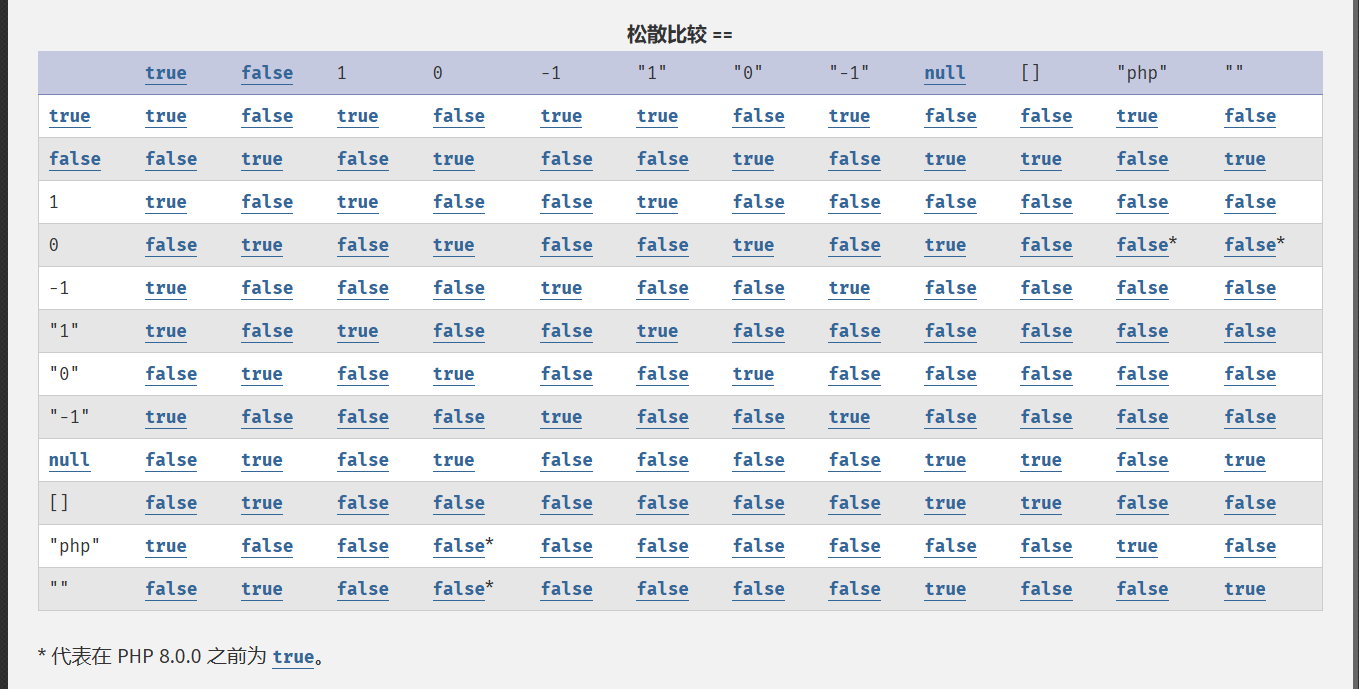 松散比较 ==
true false 1 0 -1 "1" "0" "-1" null [] "php" ""
true true false true false true true false true false false true false
false false true false true false false true false true true false true
1 true false true false false true false false false false false false
0 false true false true false false true false true false false* false*
-1 true false false false true false false true false false false false
"1" true false true false false true false false false false false false
"0" false true false true false false true false false false false false
"-1" true false false false true false false true false false false false
null false true false true false false false false true true false true
[] false true false false false false false false true true false false
"php" true false false false* false false false false false false true false
"" false true false false* false false false false true false false true
* 代表在 PHP 8.0.0 之前为 true。